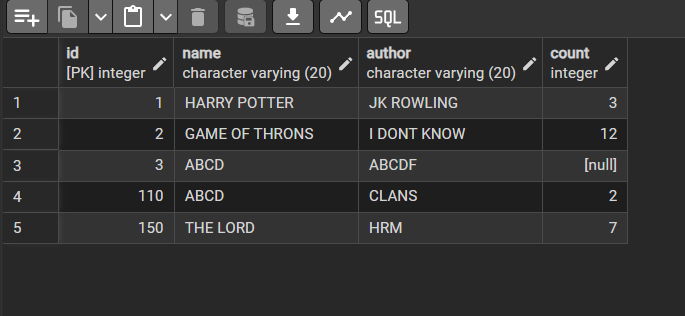 SQL
id name author count
[PK] integer character varying (20) character varying (20) integer
1 1 HARRY POTTER JK ROWLING 3
2 2 GAME OF THRONS I DONT KNOW 12
3 3 ABCD ABCDF [null]
4 110 ABCD CLANS 2
5 150 THE LORD HRM 7